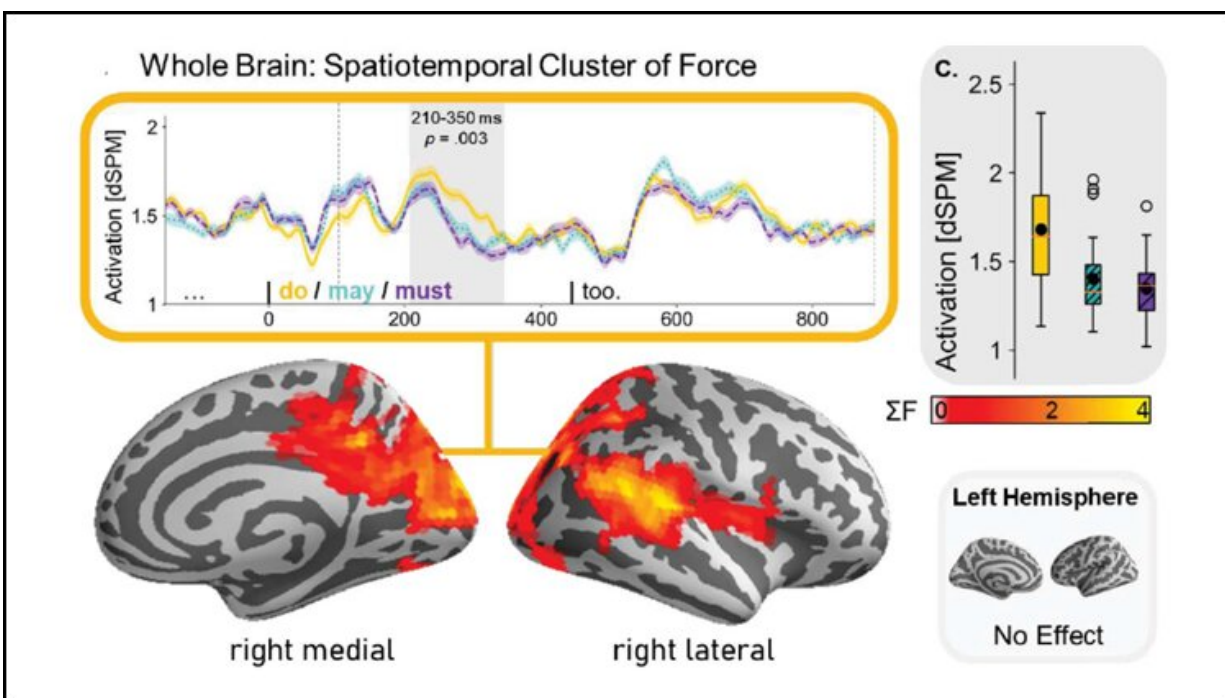 Whole Brain: Spatiotemporal Cluster of Force
Activation [dSPM]
2
1.5
1
210-350 ms
p = .003
... | do / may / must | too.
0 200 400 600 800
C.
Activation [dSPM]
2.5
2
1.5
1
ΣF 0 2 4
right medial
right lateral
Left Hemisphere
No Effect